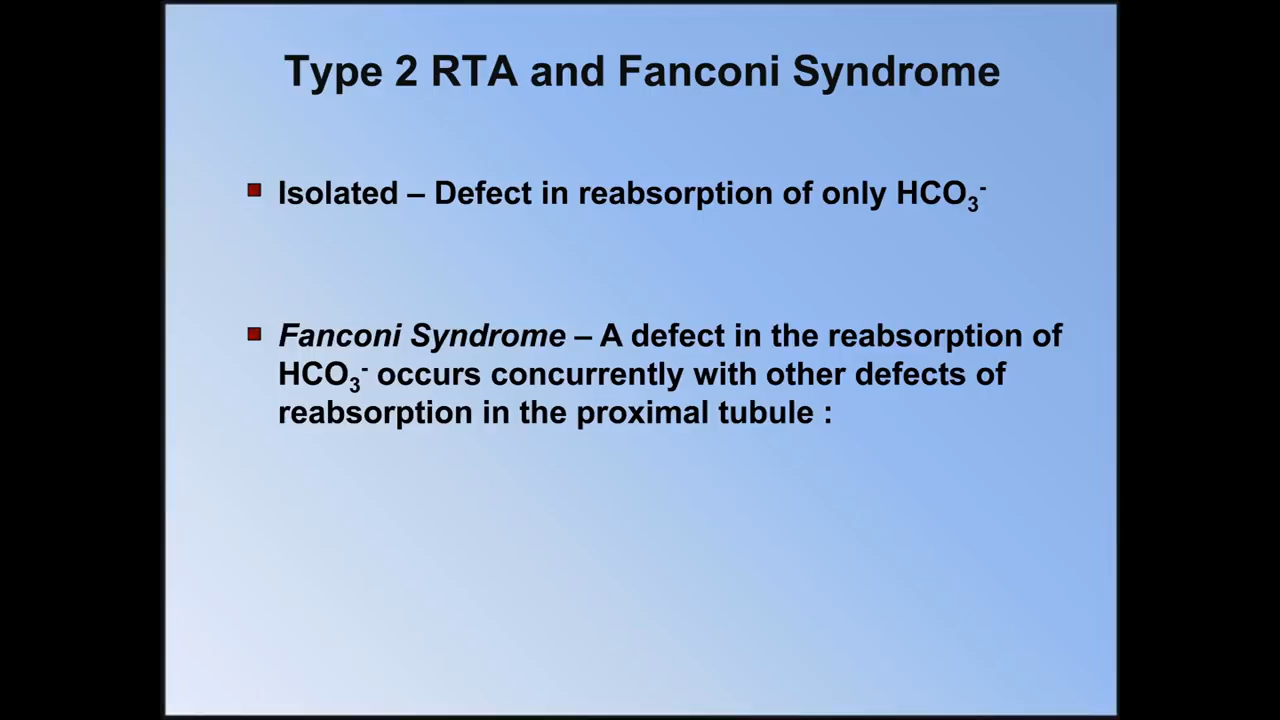 Type 2 RTA and Fanconi Syndrome
Isolated – Defect in reabsorption of only HCO₃⁻
Fanconi Syndrome – A defect in the reabsorption of
HCO₃⁻ occurs concurrently with other defects of
reabsorption in the proximal tubule :